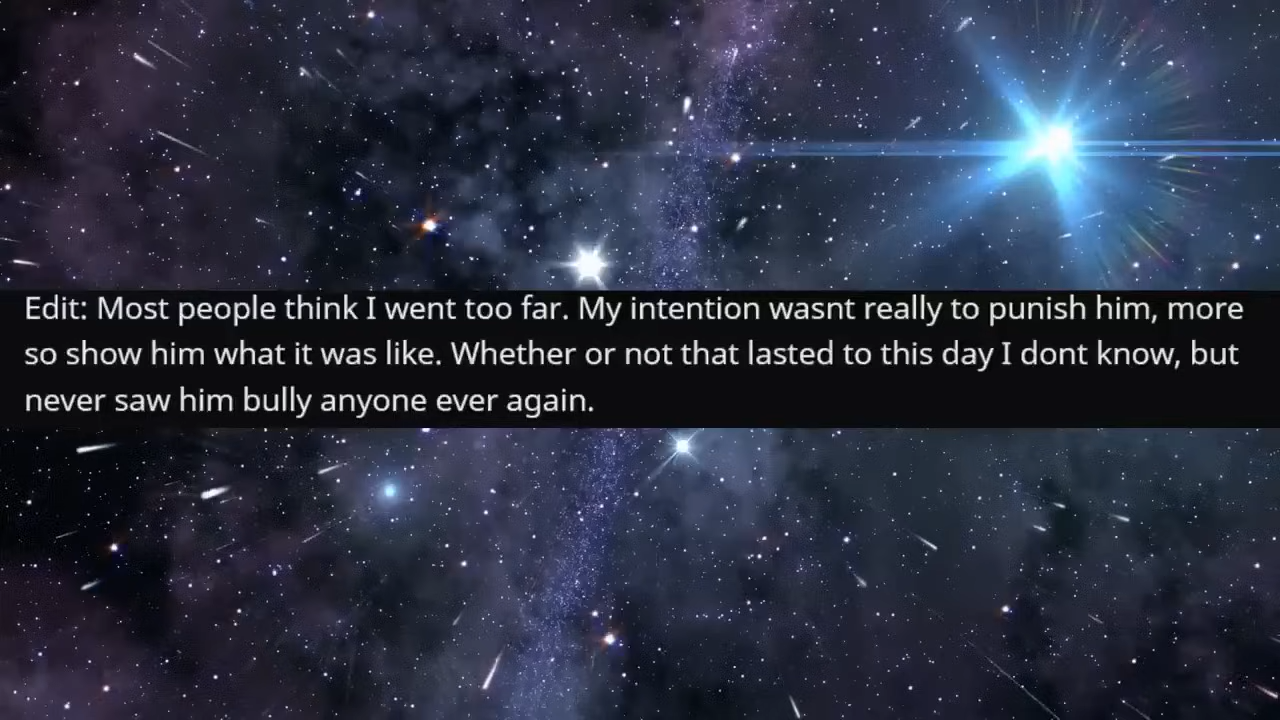 Edit: Most people think I went too far. My intention wasnt really to punish him, more
so show him what it was like. Whether or not that lasted to this day I dont know, but
never saw him bully anyone ever again.